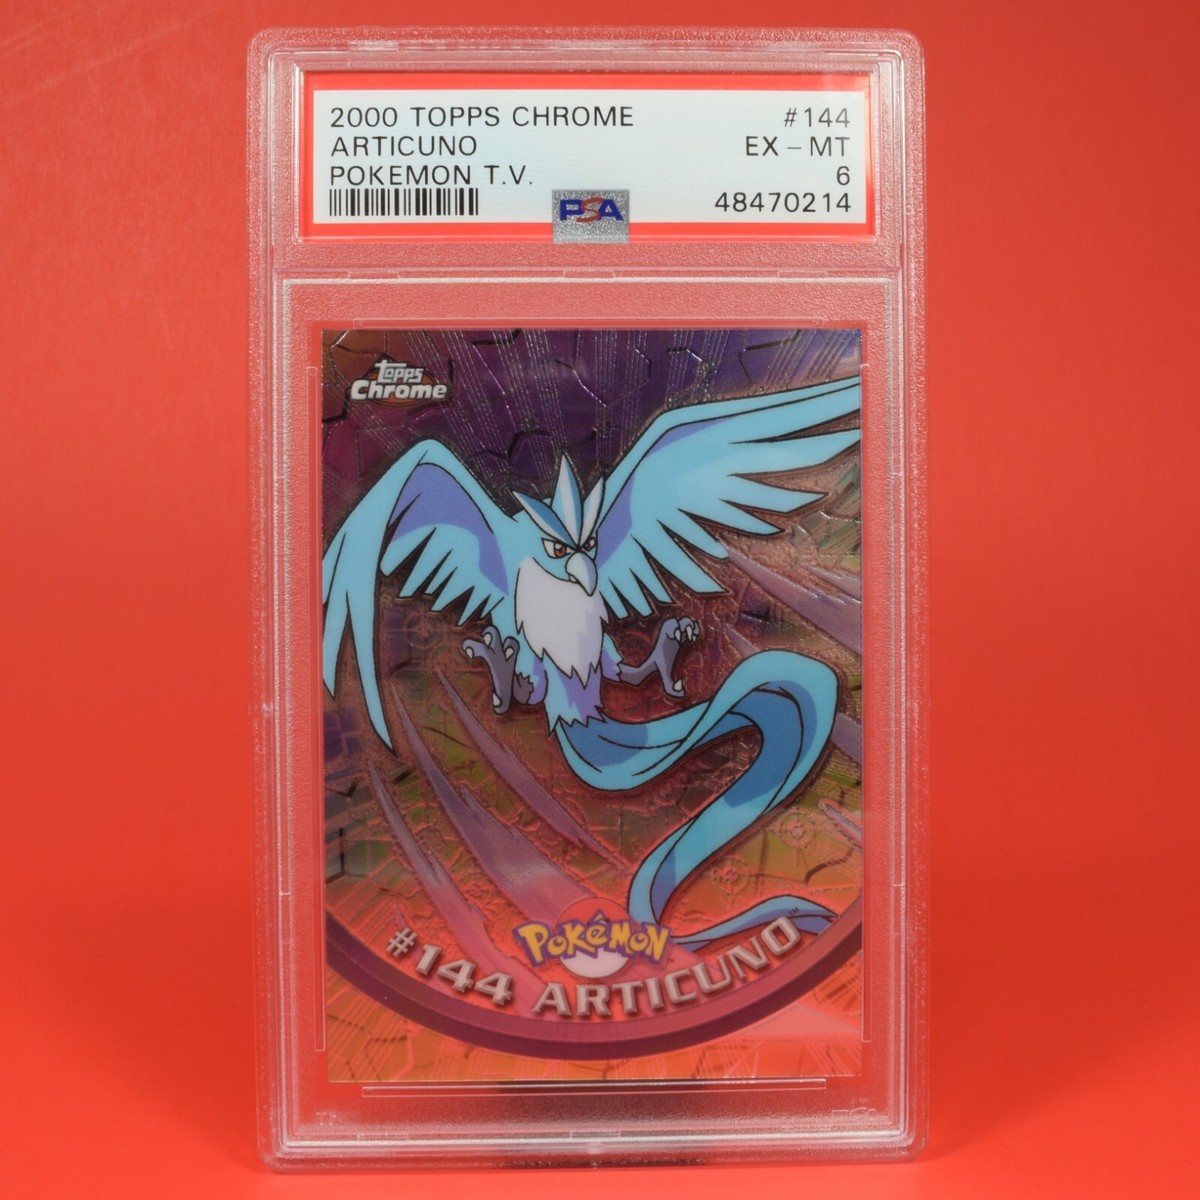 2000 TOPPS CHROME #144
ARTICUNO EX - MT
POKEMON T.V. 6
PSA 48470214
topps
Chrome
POKéMON
#144 ARTICUNO